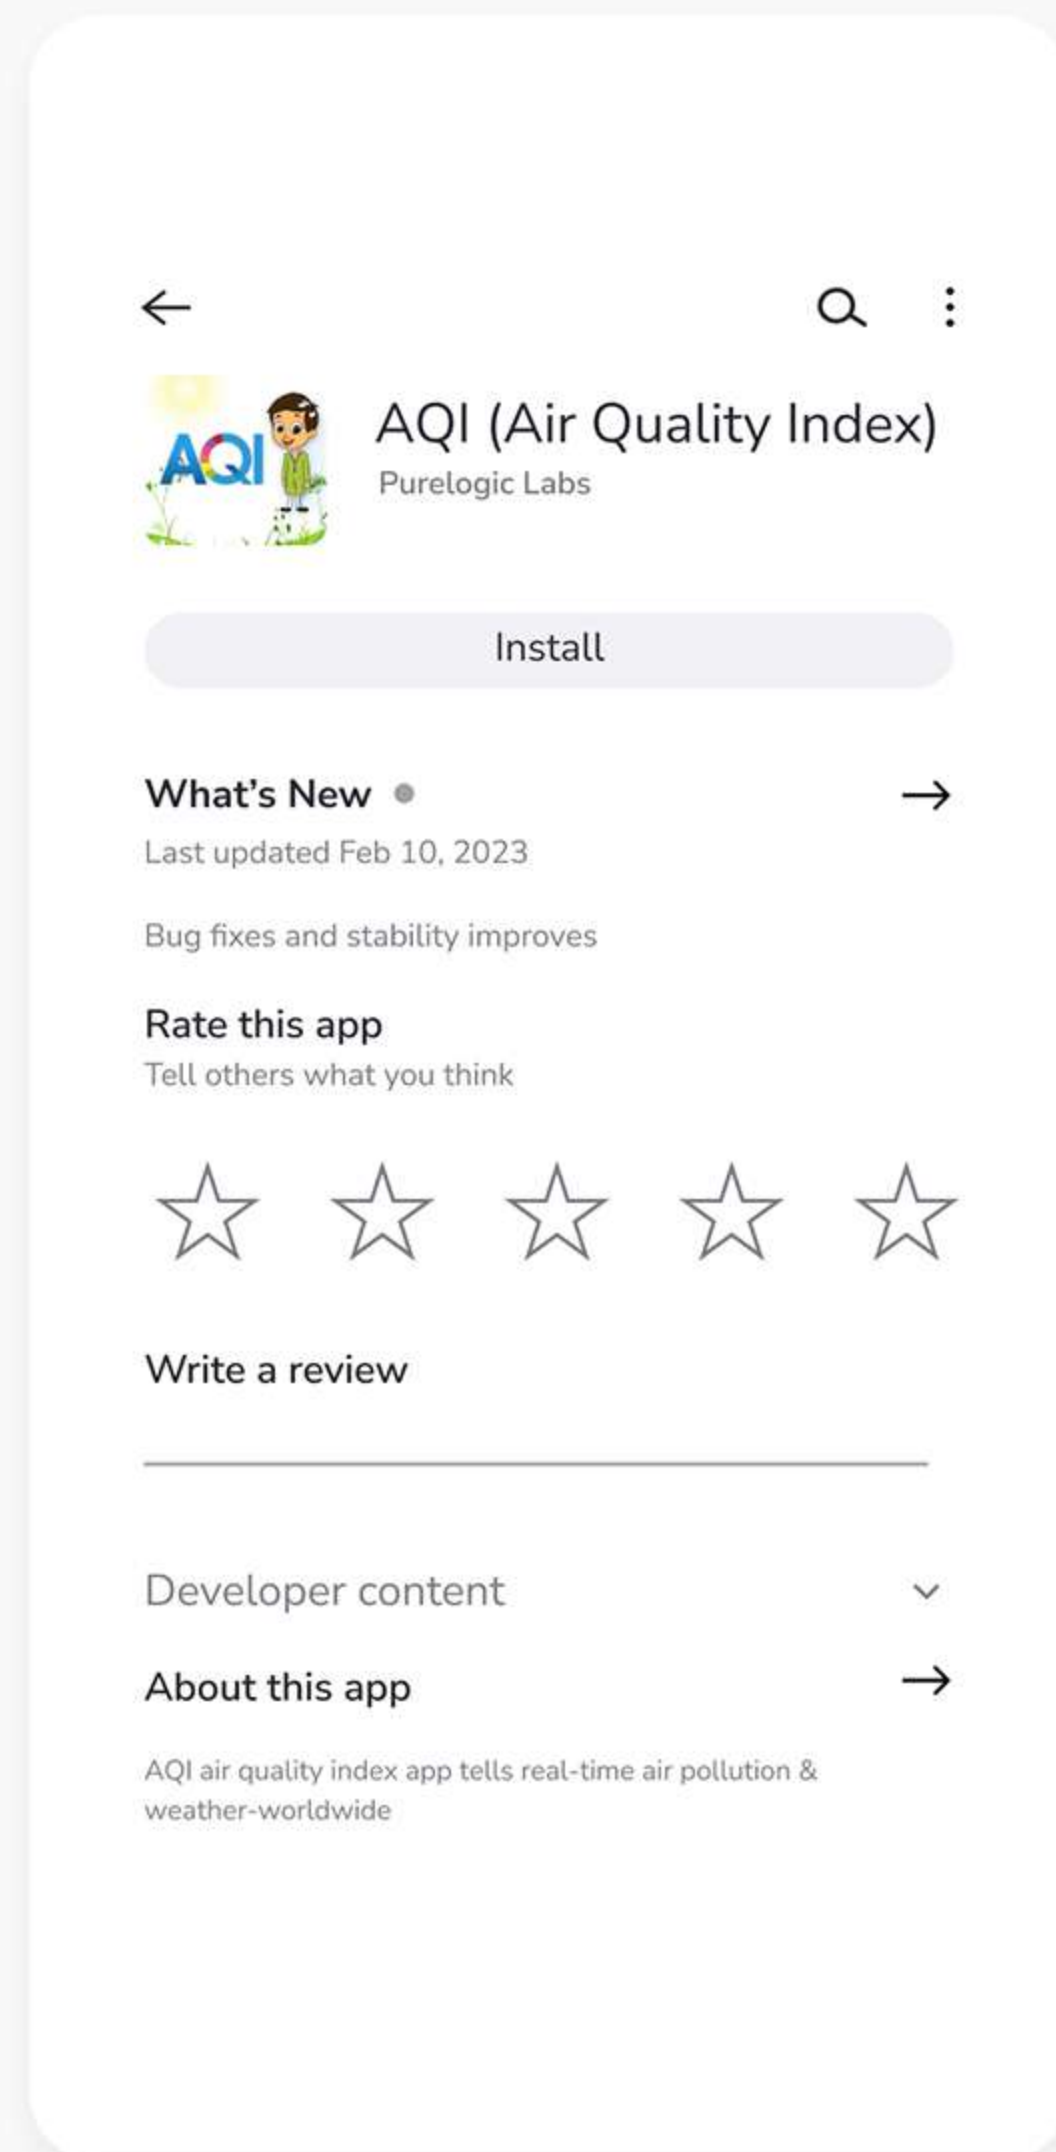 AQI
AQI (Air Quality Index)
Purelogic Labs
Install
What's New
Last updated Feb 10, 2023
Bug fixes and stability improves
Rate this app
Tell others what you think
Write a review
Developer content
About this app
AQI air quality index app tells real-time air pollution &
weather-worldwide